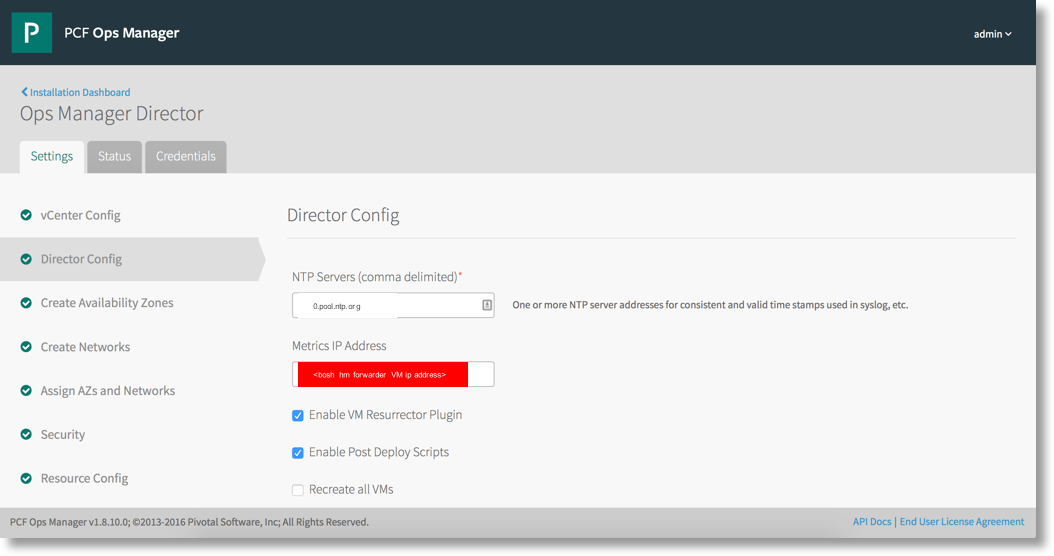 P
PCF Ops Manager
admin
Installation Dashboard
Ops Manager Director
Settings
Status
Credentials
vCenter Config
Director Config
Create Availability Zones
Create Networks
Assign AZs and Networks
Security
Resource Config
Director Config
NTP Servers (comma delimited)*
0.pool.ntp.or g
One or more NTP server addresses for consistent and valid time stamps used in syslog, etc.
Metrics IP Address
<bosh hm forwarder VM ip address>
Enable VM Resurrector Plugin
Enable Post Deploy Scripts
Recreate all VMs
PCF Ops Manager v1.8.10.0; ©2013-2016 Pivotal Software, Inc; All Rights Reserved.
API Docs | End User License Agreement